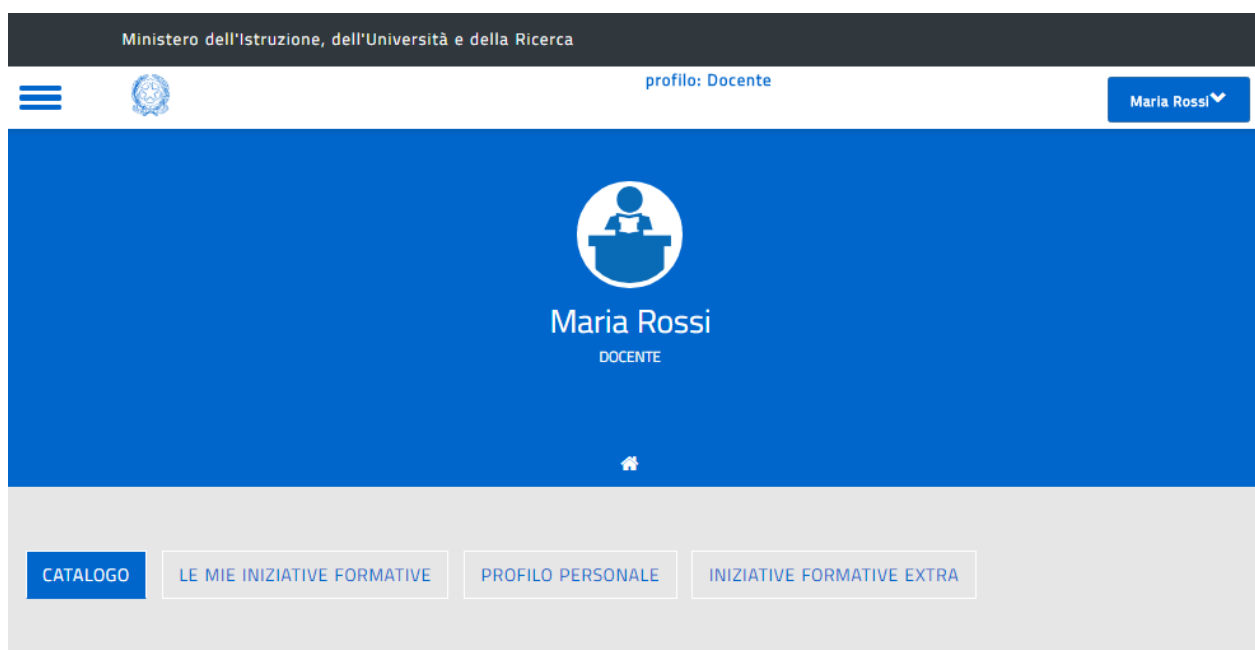 Ministero dell'Istruzione, dell'Università e della Ricerca
profilo: Docente
Maria Rossi
Maria Rossi
DOCENTE
CATALOGO
LE MIE INIZIATIVE FORMATIVE
PROFILO PERSONALE
INIZIATIVE FORMATIVE EXTRA